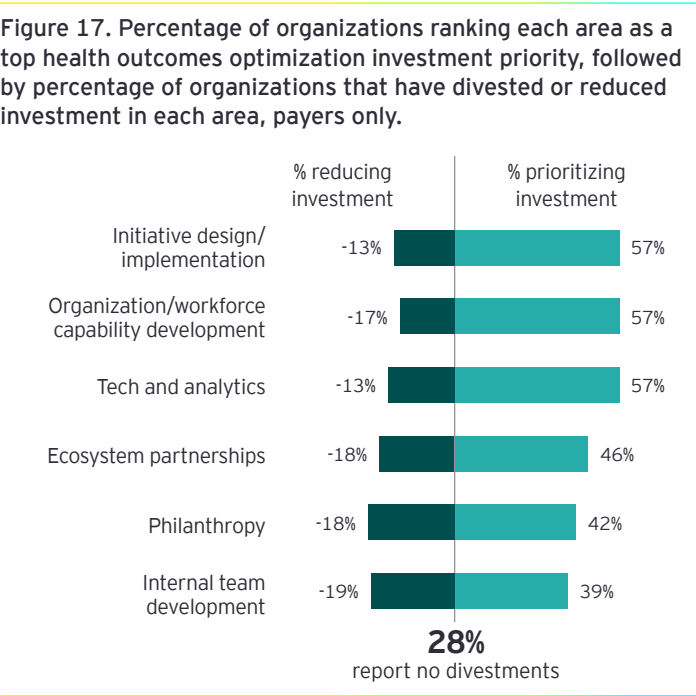 Figure 17. Percentage of organizations ranking each area as a
top health outcomes optimization investment priority, followed
by percentage of organizations that have divested or reduced
investment in each area, payers only.
% reducing
investment
% prioritizing
investment
Initiative design/
implementation
-13%
57%
Organization/workforce
capability development
-17%
57%
Tech and analytics
-13%
57%
Ecosystem partnerships
-18%
46%
Philanthropy
-18%
42%
Internal team
development
-19%
39%
28%
report no divestments